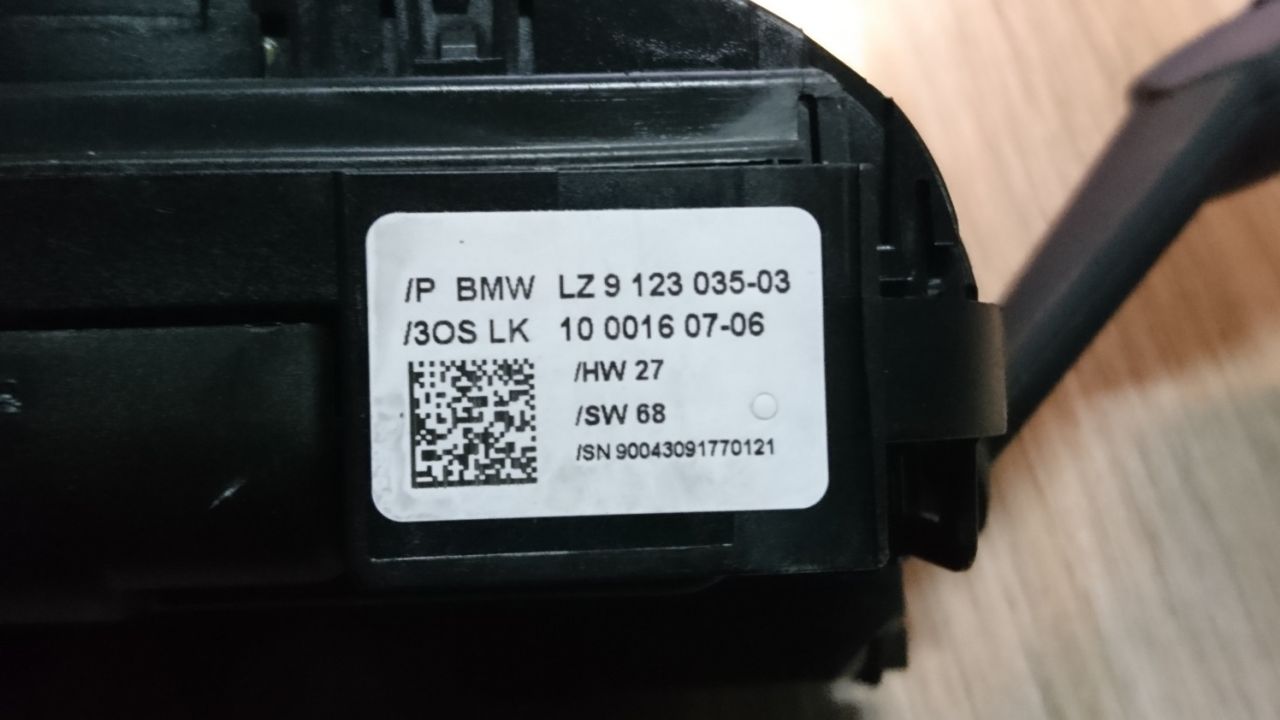 /P BMW LZ 9 123 035-03
/3OS LK 10 0016 07-06
/HW 27
/SW 68
/SN 90043091770121